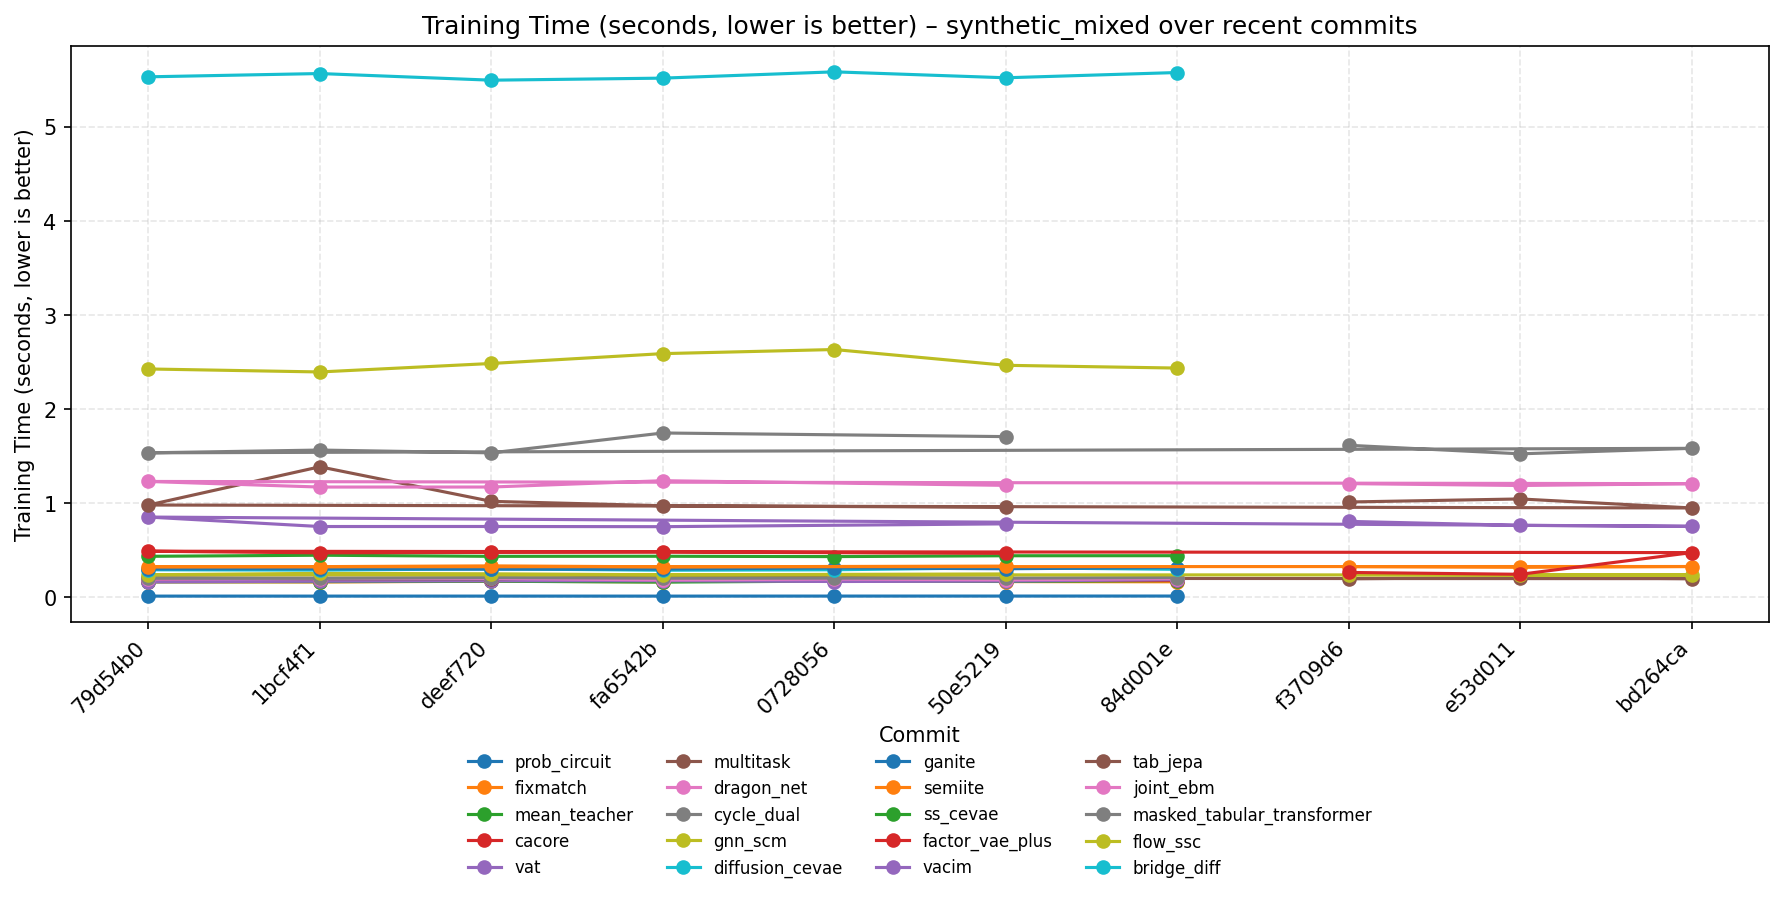 Training Time (seconds, lower is better) – synthetic_mixed over recent commits
Training Time (seconds, lower is better)
5
4
3
2
1
0
79d54b0
1bcf4f1
deef720
fa6542b
0728056
50e5219
84d001e
f3709d6
e53d011
bd264ca
Commit
prob_circuit
fixmatch
mean_teacher
cacore
vat
multitask
dragon_net
cycle_dual
gnn_scm
diffusion_cevae
ganite
semiite
ss_cevae
factor_vae_plus
vacim
tab_jepa
joint_ebm
masked_tabular_transformer
flow_ssc
bridge_diff